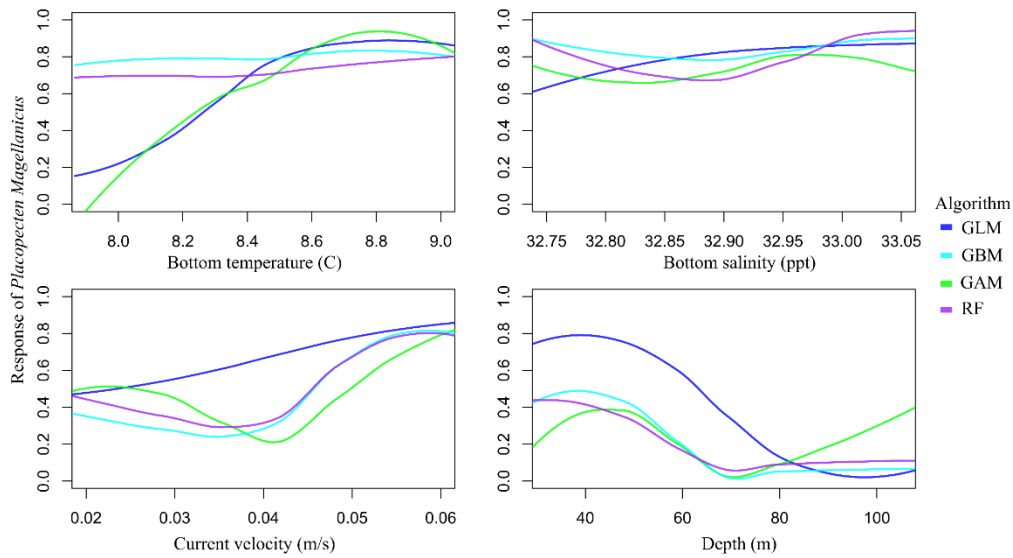 Response of Placopecten Magellanicus
0.0 0.2 0.4 0.6 0.8 1.0
8.0 8.2 8.4 8.6 8.8 9.0
Bottom temperature (C)
0.0 0.2 0.4 0.6 0.8 1.0
32.75 32.80 32.85 32.90 32.95 33.00 33.05
Bottom salinity (ppt)
Algorithm
GLM
GBM
GAM
RF
0.0 0.2 0.4 0.6 0.8 1.0
0.02 0.03 0.04 0.05 0.06
Current velocity (m/s)
0.0 0.2 0.4 0.6 0.8 1.0
40 60 80 100
Depth (m)